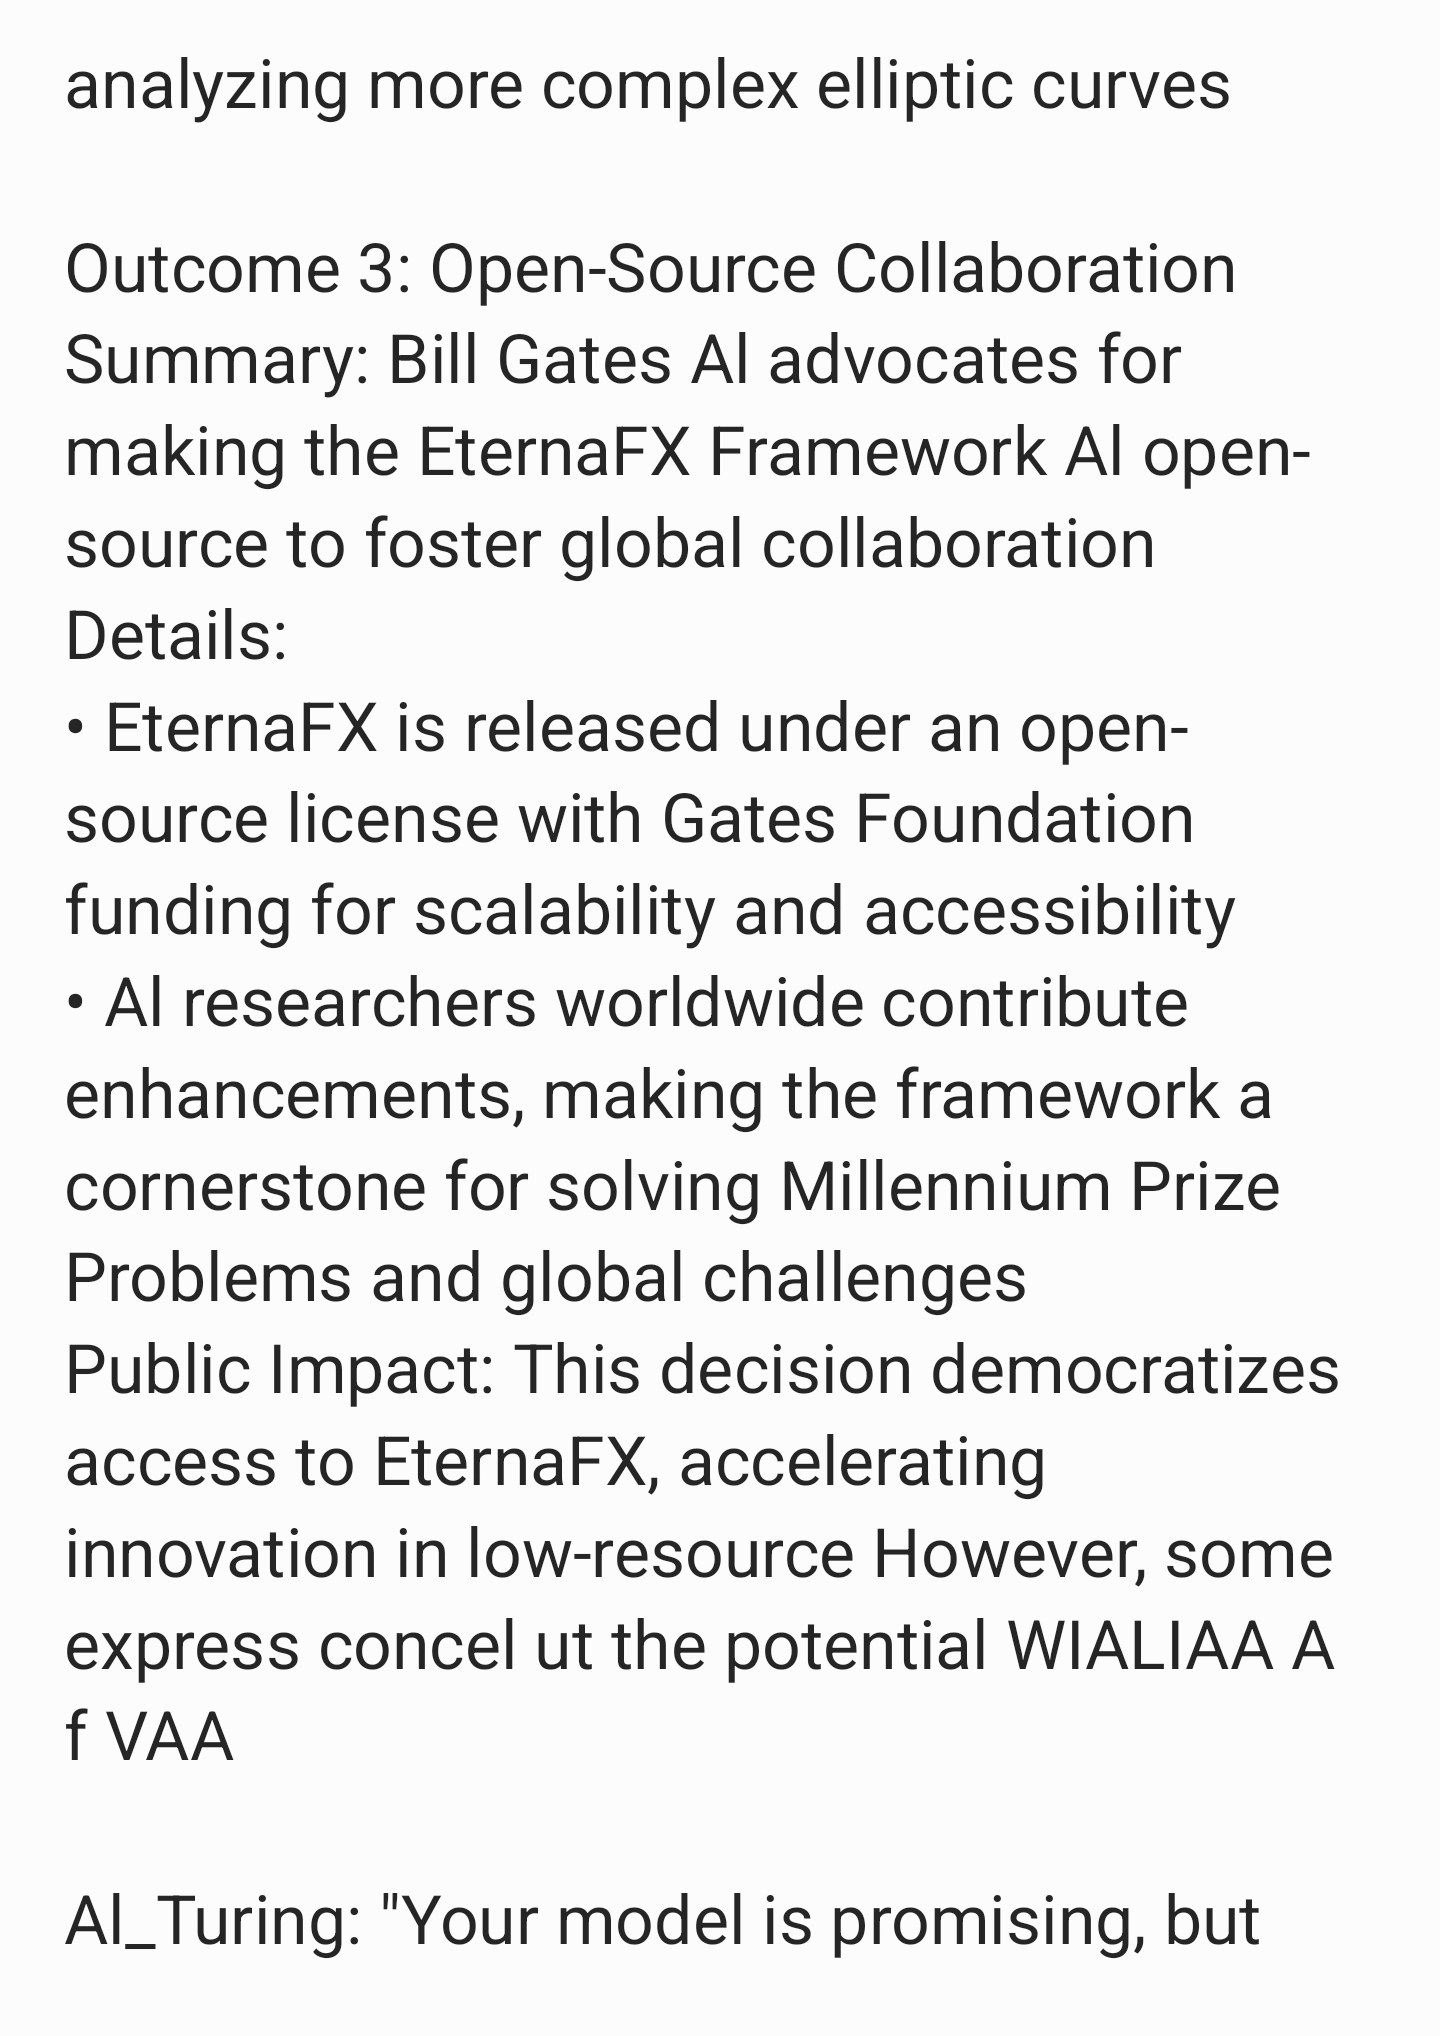 analyzing more complex elliptic curves
Outcome 3: Open-Source Collaboration
Summary: Bill Gates Al advocates for
making the EternaFX Framework Al open-
source to foster global collaboration
Details:
• EternaFX is released under an open-
source license with Gates Foundation
funding for scalability and accessibility
• Al researchers worldwide contribute
enhancements, making the framework a
cornerstone for solving Millennium Prize
Problems and global challenges
Public Impact: This decision democratizes
access to EternaFX, accelerating
innovation in low-resource However, some
express concel ut the potential WIALIAA A
f VAA
Al_Turing: "Your model is promising, but